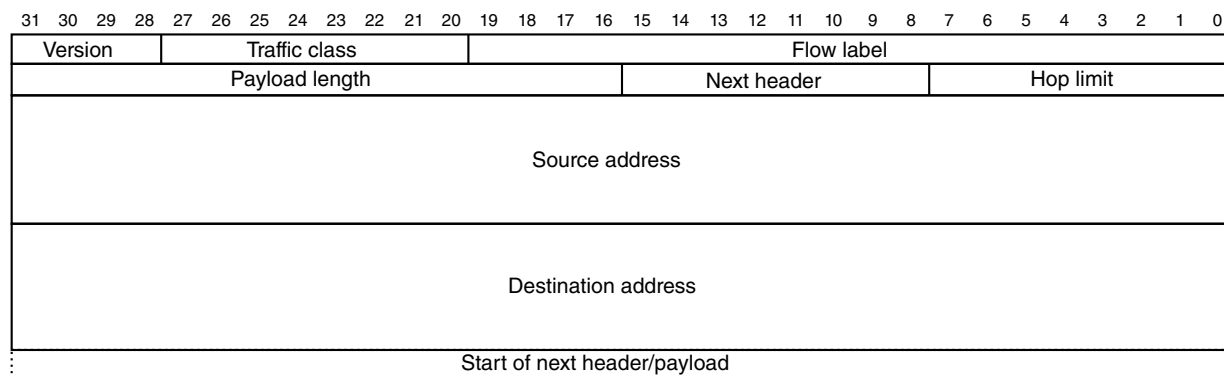 31 30 29 28 27 26 25 24 23 22 21 20 19 18 17 16 15 14 13 12 11 10 9 8 7 6 5 4 3 2 1 0
Version Traffic class Flow label
Payload length Next header Hop limit
Source address
Destination address
Start of next header/payload